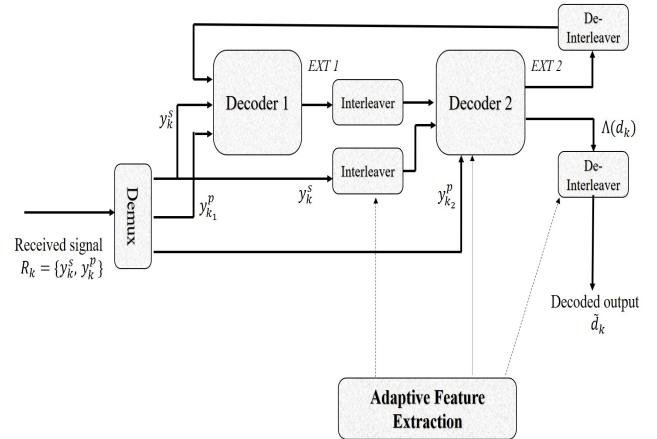 De-
Interleaver
EXT 1
EXT 2
Decoder 1
Interleaver
Decoder 2
y_k^s
Λ(d_k)
Interleaver
De-
Interleaver
Demux
y_{k_1}^p
y_k^s
y_{k_2}^p
Received signal
R_k = {y_k^s, y_k^p}
Decoded output
d̃_k
Adaptive Feature
Extraction